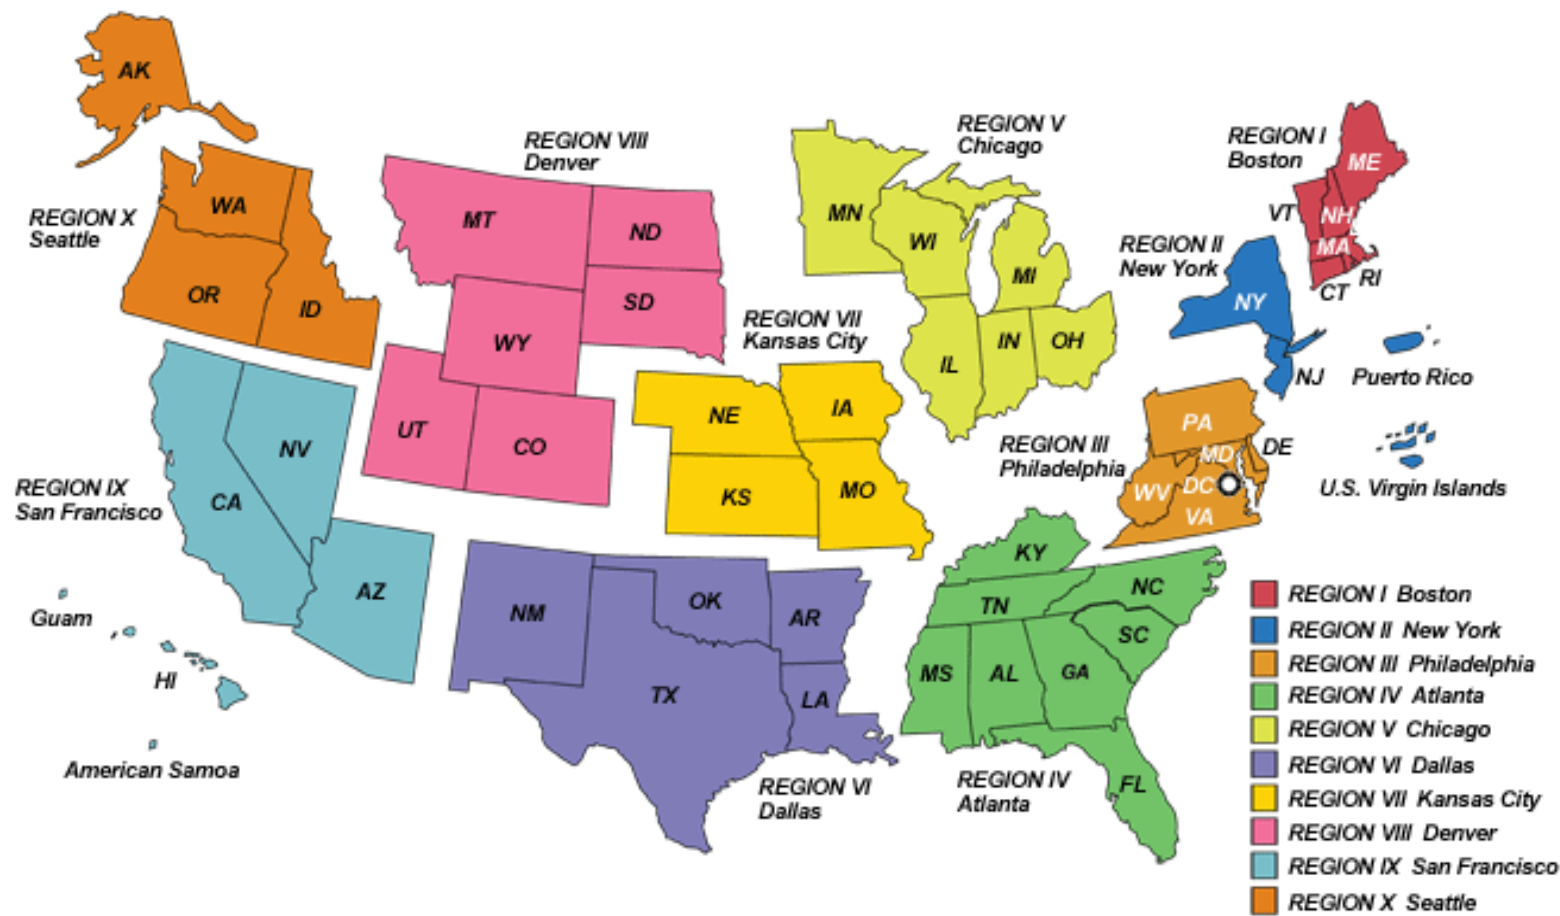 AK
REGION VIII
Denver
REGION V
Chicago
REGION I
Boston
ME
REGION X
Seattle
WA
MT
ND
MN
WI
VT
NH
MA
RI
CT
REGION II
New York
OR
ID
SD
WY
MI
NY
REGION VII
Kansas City
IL
IN
OH
NJ
Puerto Rico
UT
CO
NE
IA
PA
REGION III
Philadelphia
MD
DE
NV
CA
REGION IX
San Francisco
KS
MO
WV
DC
VA
U.S. Virgin Islands
KY
AZ
NM
OK
AR
TN
NC
SC
Guam
HI
American Samoa
TX
LA
MS
AL
GA
FL
REGION VI
Dallas
REGION IV
Atlanta
REGION I Boston
REGION II New York
REGION III Philadelphia
REGION IV Atlanta
REGION V Chicago
REGION VI Dallas
REGION VII Kansas City
REGION VIII Denver
REGION IX San Francisco
REGION X Seattle